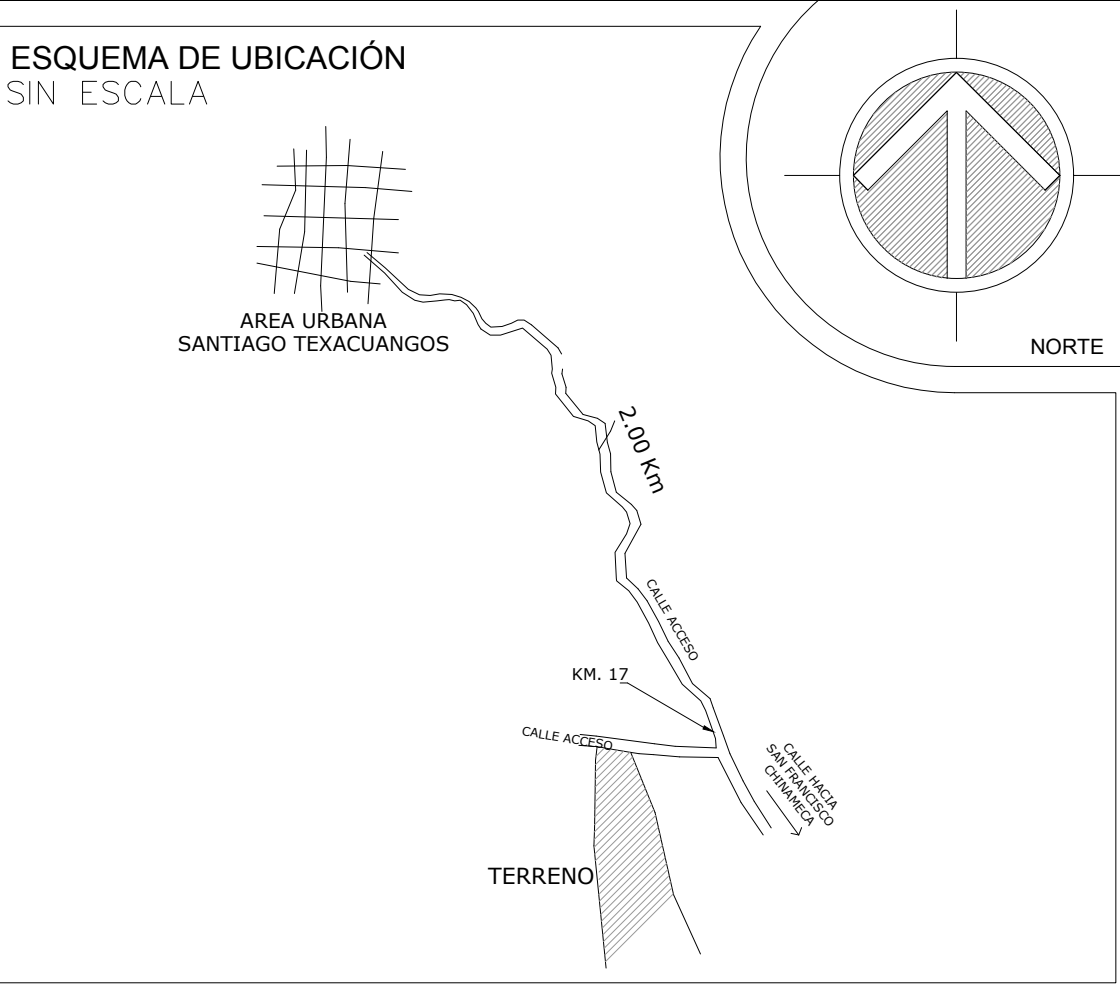 ESQUEMA DE UBICACIÓN
SIN ESCALA
NORTE
AREA URBANA
SANTIAGO TEXACUANGOS
2.00 Km
CALLE ACCESO
KM. 17
CALLE ACCESO
CALLE HACIA
SAN FRANCISCO
CHINAMECA
TERRENO